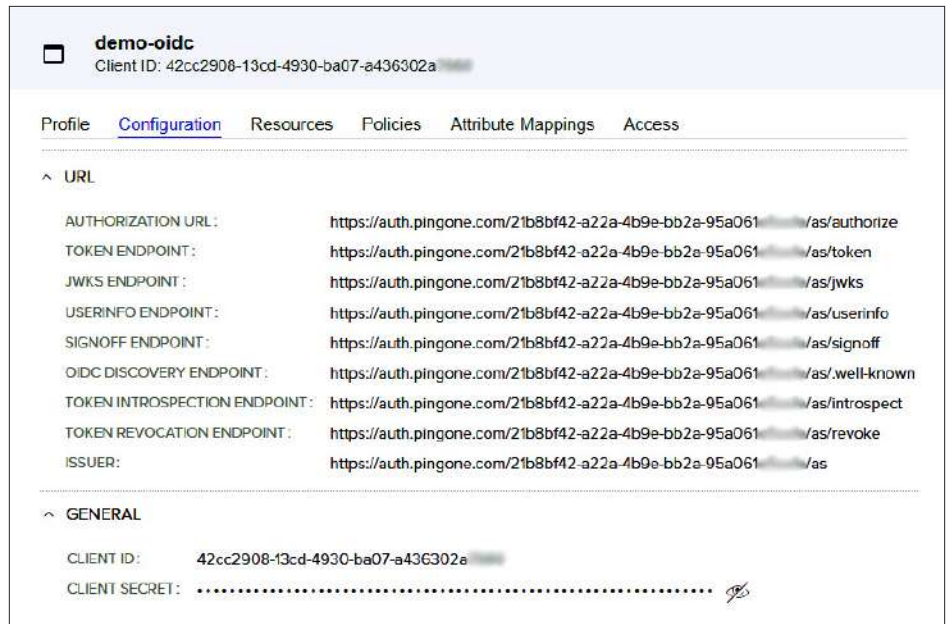 demo-oidc
Client ID: 42cc2908-13cd-4930-ba07-a436302a
Profile Configuration Resources Policies Attribute Mappings Access
URL
AUTHORIZATION URL: https://auth.pingone.com/21b8bf42-a22a-4b9e-bb2a-95a061 /as/authorize
TOKEN ENDPOINT: https://auth.pingone.com/21b8bf42-a22a-4b9e-bb2a-95a061 /as/token
JWKS ENDPOINT: https://auth.pingone.com/21b8bf42-a22a-4b9e-bb2a-95a061 /as/jwks
USERINFO ENDPOINT: https://auth.pingone.com/21b8bf42-a22a-4b9e-bb2a-95a061 /as/userinfo
SIGNOFF ENDPOINT: https://auth.pingone.com/21b8bf42-a22a-4b9e-bb2a-95a061 /as/signoff
OIDC DISCOVERY ENDPOINT: https://auth.pingone.com/21b8bf42-a22a-4b9e-bb2a-95a061 /as/.well-known
TOKEN INTROSPECTION ENDPOINT: https://auth.pingone.com/21b8bf42-a22a-4b9e-bb2a-95a061 /as/introspect
TOKEN REVOCATION ENDPOINT: https://auth.pingone.com/21b8bf42-a22a-4b9e-bb2a-95a061 /as/revoke
ISSUER: https://auth.pingone.com/21b8bf42-a22a-4b9e-bb2a-95a061 /as
GENERAL
CLIENT ID: 42cc2908-13cd-4930-ba07-a436302a
CLIENT SECRET: